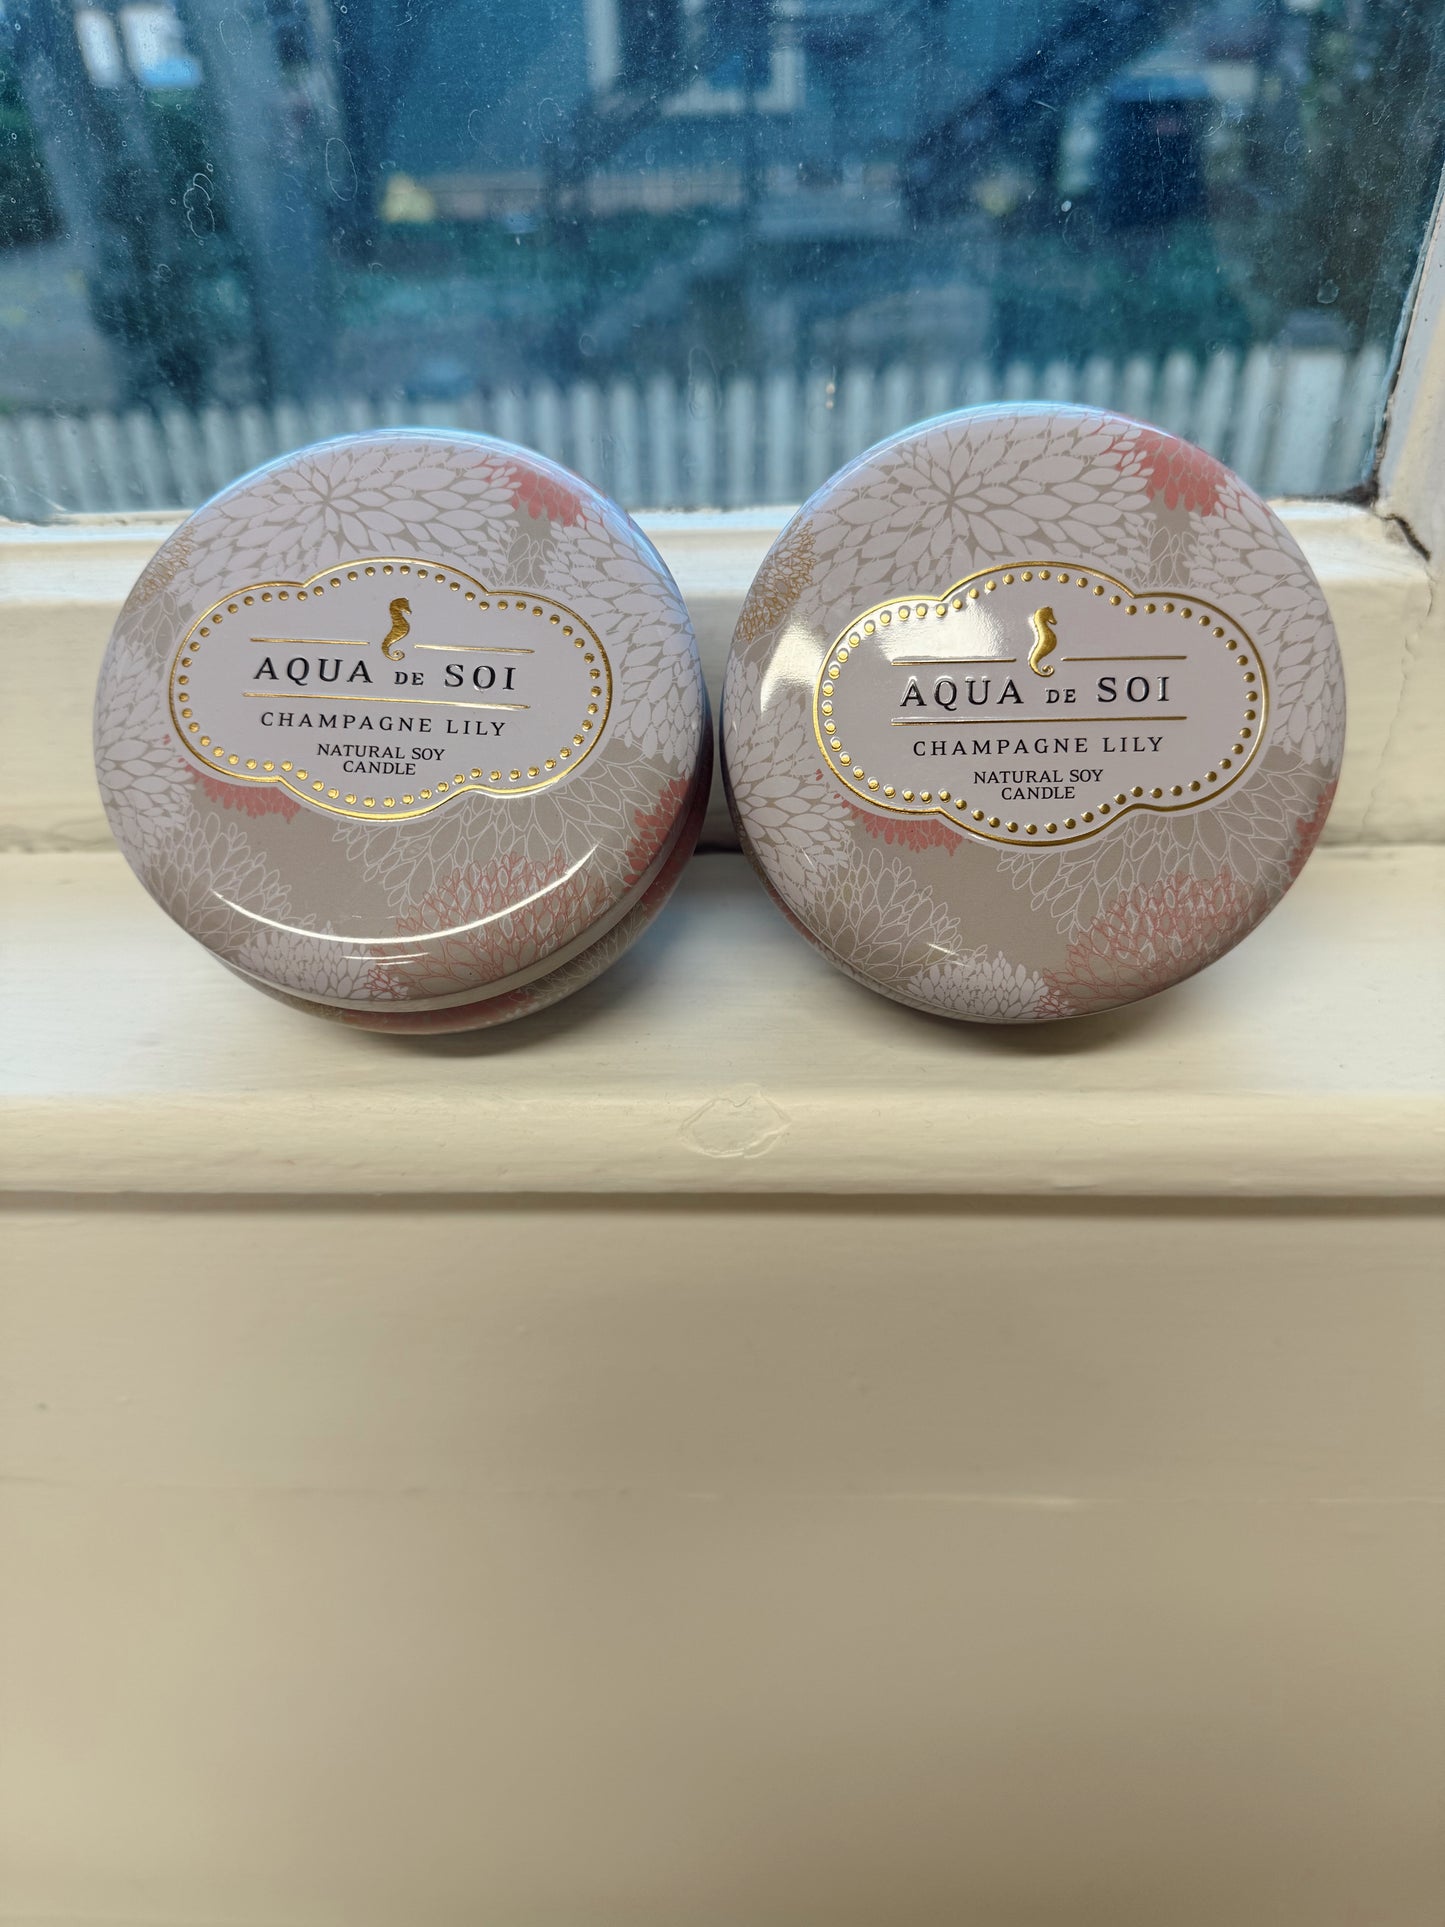 AQUA DE SOI
CHAMPAGNE LILY
NATURAL SOY
CANDLE
AQUA DE SOI
CHAMPAGNE LILY
NATURAL SOY
CANDLE